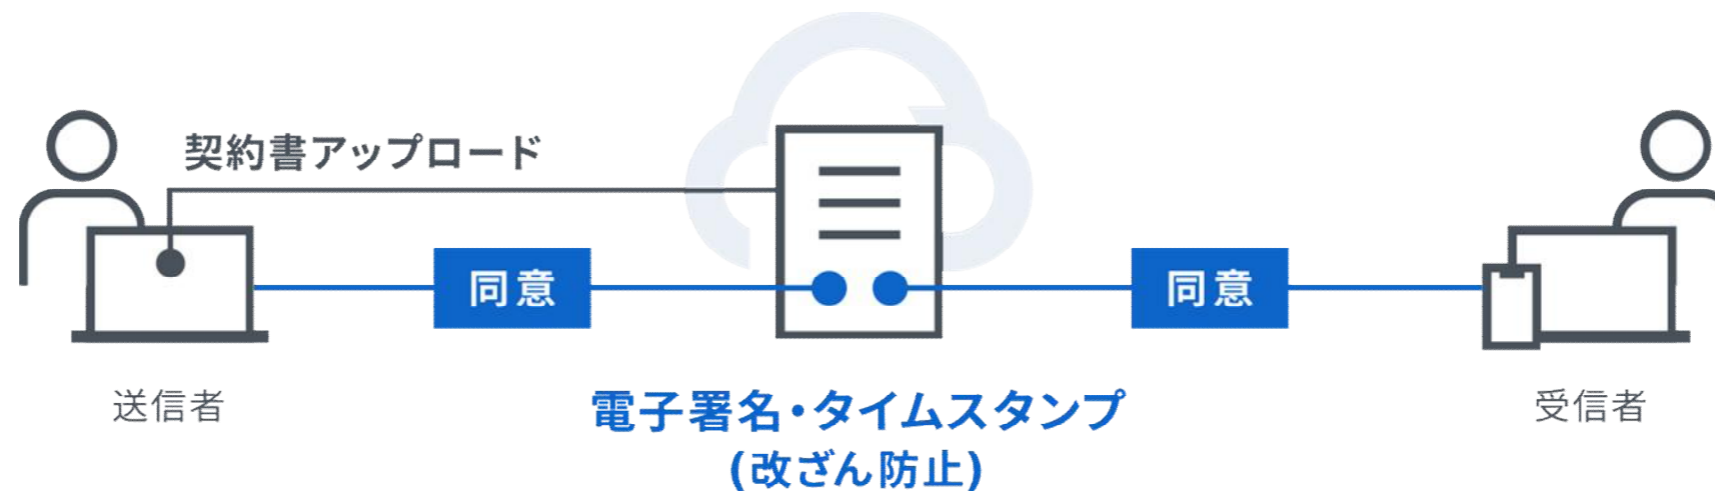 契約書アップロード
同意
同意
送信者
電子署名・タイムスタンプ
(改ざん防止)
受信者